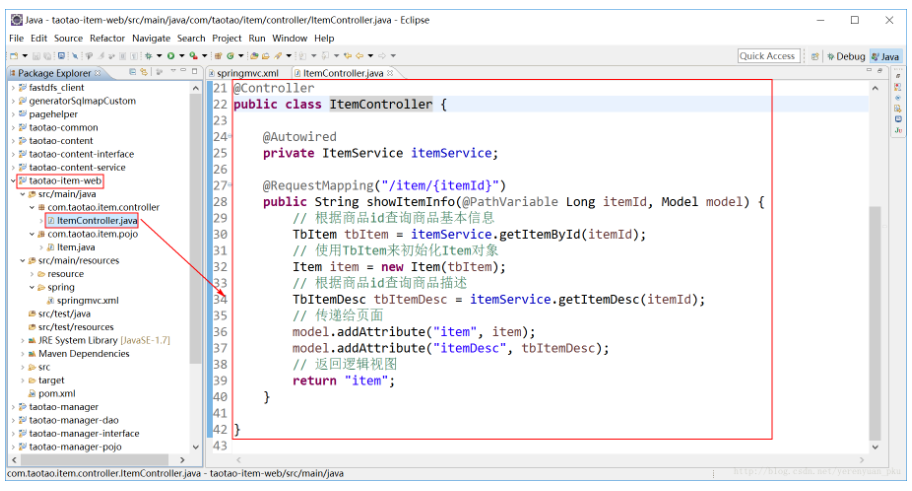 Java - taotao-item-web/src/main/java/com/taotao/item/controller/ItemController.java - Eclipse
File Edit Source Refactor Navigate Search Project Run Window Help
Quick Access Debug Java
Package Explorer
springmvc.xml ItemController.java
fastdfs_client
generatorSqlmapCustom
pagehelper
taotao-common
taotao-content
taotao-content-interface
taotao-content-service
taotao-item-web
src/main/java
com.taotao.item.controller
ItemController.java
com.taotao.item.pojo
Item.java
src/main/resources
resource
spring
springmvc.xml
src/test/java
src/test/resources
JRE System Library [JavaSE-1.7]
Maven Dependencies
src
target
pom.xml
taotao-manager
taotao-manager-dao
taotao-manager-interface
taotao-manager-pojo
21 @Controller
22 public class ItemController {
23
24 @Autowired
25 private ItemService itemService;
26
27 @RequestMapping("/item/{itemId}")
28 public String showItemInfo(@PathVariable Long itemId, Model model) {
29 // 根据商品id查询商品基本信息
30 TbItem tbItem = itemService.getItemById(itemId);
31 // 使用TbItem来初始化Item对象
32 Item item = new Item(tbItem);
33 // 根据商品id查询商品描述
34 TbItemDesc tbItemDesc = itemService.getItemDesc(itemId);
35 // 传递给页面
36 model.addAttribute("item", item);
37 model.addAttribute("itemDesc", tbItemDesc);
38 // 返回逻辑视图
39 return "item";
40 }
41
42 }
43
com.taotao.item.controller.ItemController.java - taotao-item-web/src/main/java